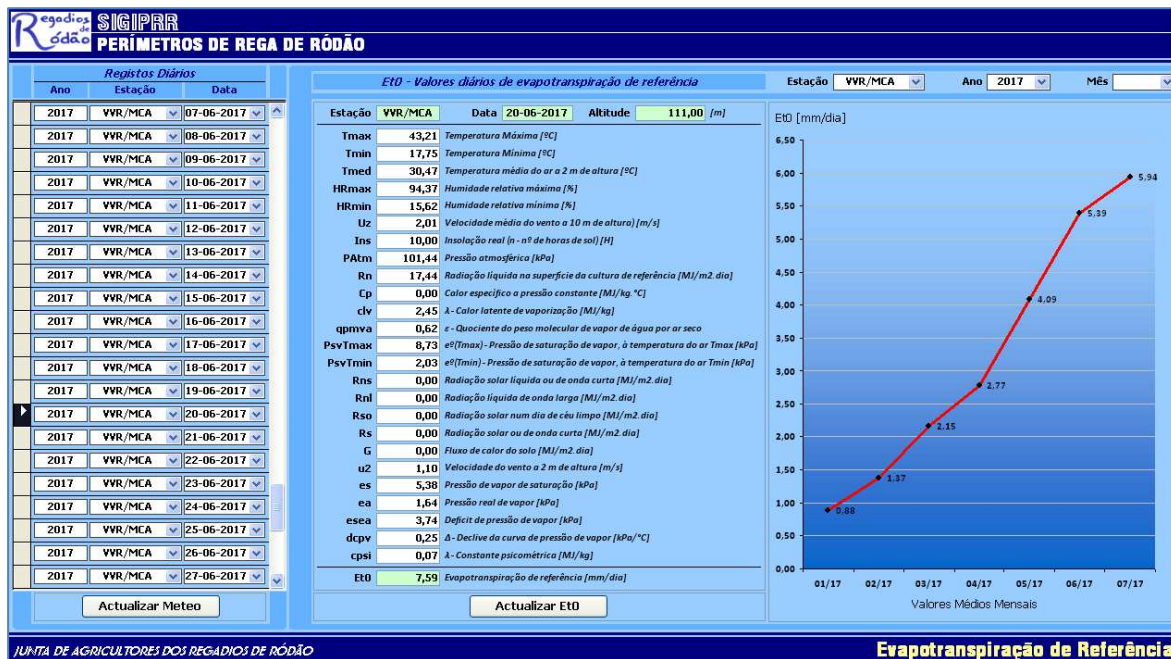 Regadios de Ródão
SIGIPRR
PERÍMETROS DE REGA DE RÓDÃO
Registos Diários
Ano Estação Data
2017 VVR/MCA 07-06-2017
2017 VVR/MCA 08-06-2017
2017 VVR/MCA 09-06-2017
2017 VVR/MCA 10-06-2017
2017 VVR/MCA 11-06-2017
2017 VVR/MCA 12-06-2017
2017 VVR/MCA 13-06-2017
2017 VVR/MCA 14-06-2017
2017 VVR/MCA 15-06-2017
2017 VVR/MCA 16-06-2017
2017 VVR/MCA 17-06-2017
2017 VVR/MCA 18-06-2017
2017 VVR/MCA 19-06-2017
2017 VVR/MCA 20-06-2017
2017 VVR/MCA 21-06-2017
2017 VVR/MCA 22-06-2017
2017 VVR/MCA 23-06-2017
2017 VVR/MCA 24-06-2017
2017 VVR/MCA 25-06-2017
2017 VVR/MCA 26-06-2017
2017 VVR/MCA 27-06-2017
Actualizar Meteo
Et0 - Valores diários de evapotranspiração de referência
Estação VVR/MCA Ano 2017 Mês
Estação VVR/MCA Data 20-06-2017 Altitude 111,00 [m]
Tmax 43,21 Temperatura Máxima [ºC]
Tmin 17,75 Temperatura Mínima [ºC]
Tmed 30,47 Temperatura média do ar a 2 m de altura [ºC]
HRmax 94,37 Humidade relativa máxima [%]
HRmin 15,62 Humidade relativa mínima [%]
Uz 2,01 Velocidade média do vento a 10 m de altura) [m/s]
Ins 10,00 Insolação real (n - nº de horas de sol) [H]
PAtm 101,44 Pressão atmosférica [kPa]
Rn 17,44 Radiação líquida na superfície da cultura de referência [MJ/m2.dia]
Cp 0,00 Calor específico a pressão constante [MJ/kg.°C]
clv 2,45 λ - Calor latente de vaporização [MJ/kg]
qpmva 0,62 ε - Quociente do peso molecular de vapor de água por ar seco
PsvTmax 8,73 eº(Tmax) - Pressão de saturação de vapor, à temperatura do ar Tmax [kPa]
PsvTmin 2,03 eº(Tmin) - Pressão de saturação de vapor, à temperatura do ar Tmin [kPa]
Rns 0,00 Radiação solar líquida ou de onda curta [MJ/m2.dia]
Rnl 0,00 Radiação líquida de onda larga [MJ/m2.dia]
Rso 0,00 Radiação solar num dia de céu limpo [MJ/m2.dia]
Rs 0,00 Radiação solar ou de onda curta [MJ/m2.dia]
G 0,00 Fluxo de calor do solo [MJ/m2.dia]
u2 1,10 Velocidade do vento a 2 m de altura [m/s]
es 5,38 Pressão de vapor de saturação [kPa]
ea 1,64 Pressão real de vapor [kPa]
esea 3,74 Deficit de pressão de vapor [kPa]
dcpv 0,25 Δ - Declive da curva de pressão de vapor [kPa/°C]
cpsi 0,07 λ - Constante psicométrica [MJ/kg]
Et0 7,59 Evapotranspiração de referência [mm/dia]
Actualizar Et0
Et0 [mm/dia]
6,50
6,00
5,50
5,00
4,50
4,00
3,50
3,00
2,50
2,00
1,50
1,00
0,50
0,00
0.88
1.37
2.15
2.77
4.09
5.39
5.94
01/17 02/17 03/17 04/17 05/17 06/17 07/17
Valores Médios Mensais
JUNTA DE AGRICULTORES DOS REGADIOS DE RÓDÃO
Evapotranspiração de Referência